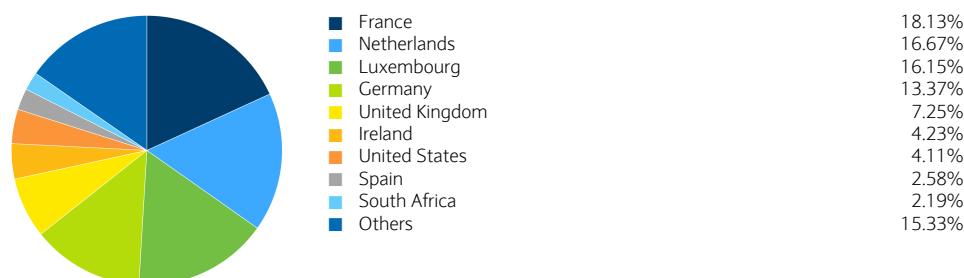 France 18.13%
Netherlands 16.67%
Luxembourg 16.15%
Germany 13.37%
United Kingdom 7.25%
Ireland 4.23%
United States 4.11%
Spain 2.58%
South Africa 2.19%
Others 15.33%